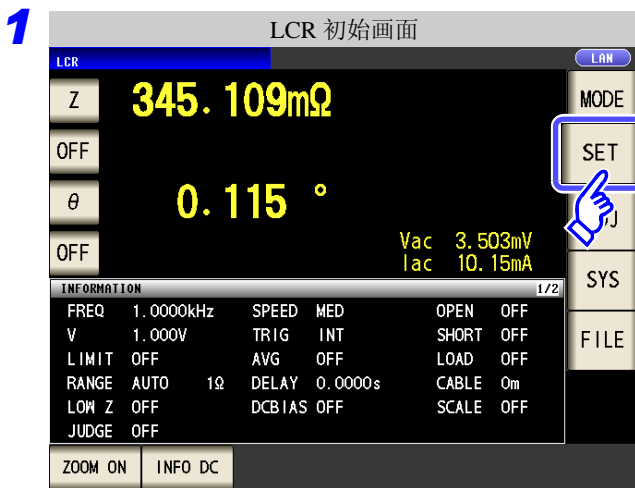 1
LCR 初始画面
LCR
LAN
Z
345.109mΩ
MODE
OFF
SET
θ
0.115 °
OFF
Vac 3.503mV
Iac 10.15mA
SYS
INFORMATION 1/2
FREQ 1.0000kHz SPEED MED OPEN OFF
V 1.000V TRIG INT SHORT OFF
FILE
LIMIT OFF AVG OFF LOAD OFF
RANGE AUTO 1Ω DELAY 0.0000s CABLE 0m
LOW Z OFF DCBIAS OFF SCALE OFF
JUDGE OFF
ZOOM ON INFO DC